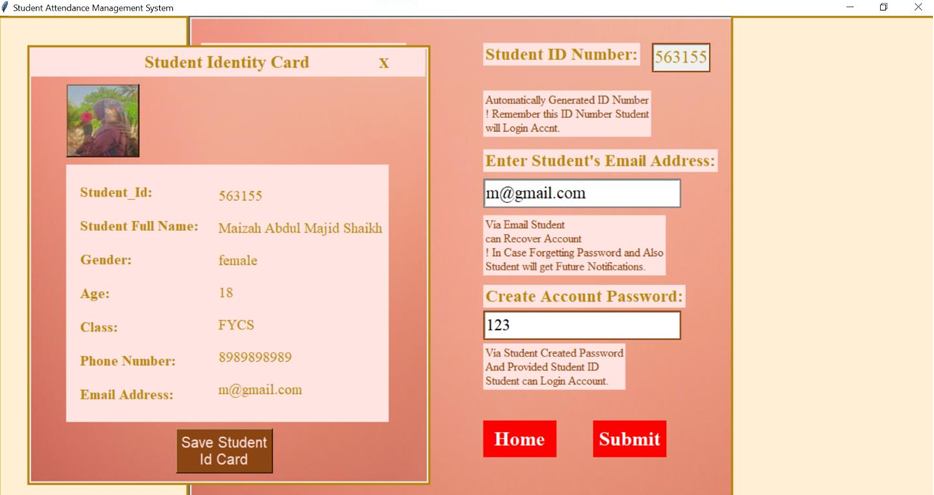 Student Attendance Management System
Student Identity Card
X
Student_Id:
563155
Student Full Name:
Maizah Abdul Majid Shaikh
Gender:
female
Age:
18
Class:
FYCS
Phone Number:
8989898989
Email Address:
m@gmail.com
Save Student
Id Card
Student ID Number:
563155
Automatically Generated ID Number
! Remember this ID Number Student
will Login Accnt.
Enter Student's Email Address:
m@gmail.com
Via Email Student
can Recover Account
! In Case Forgetting Password and Also
Student will get Future Notifications.
Create Account Password:
123
Via Student Created Password
And Provided Student ID
Student can Login Account.
Home
Submit